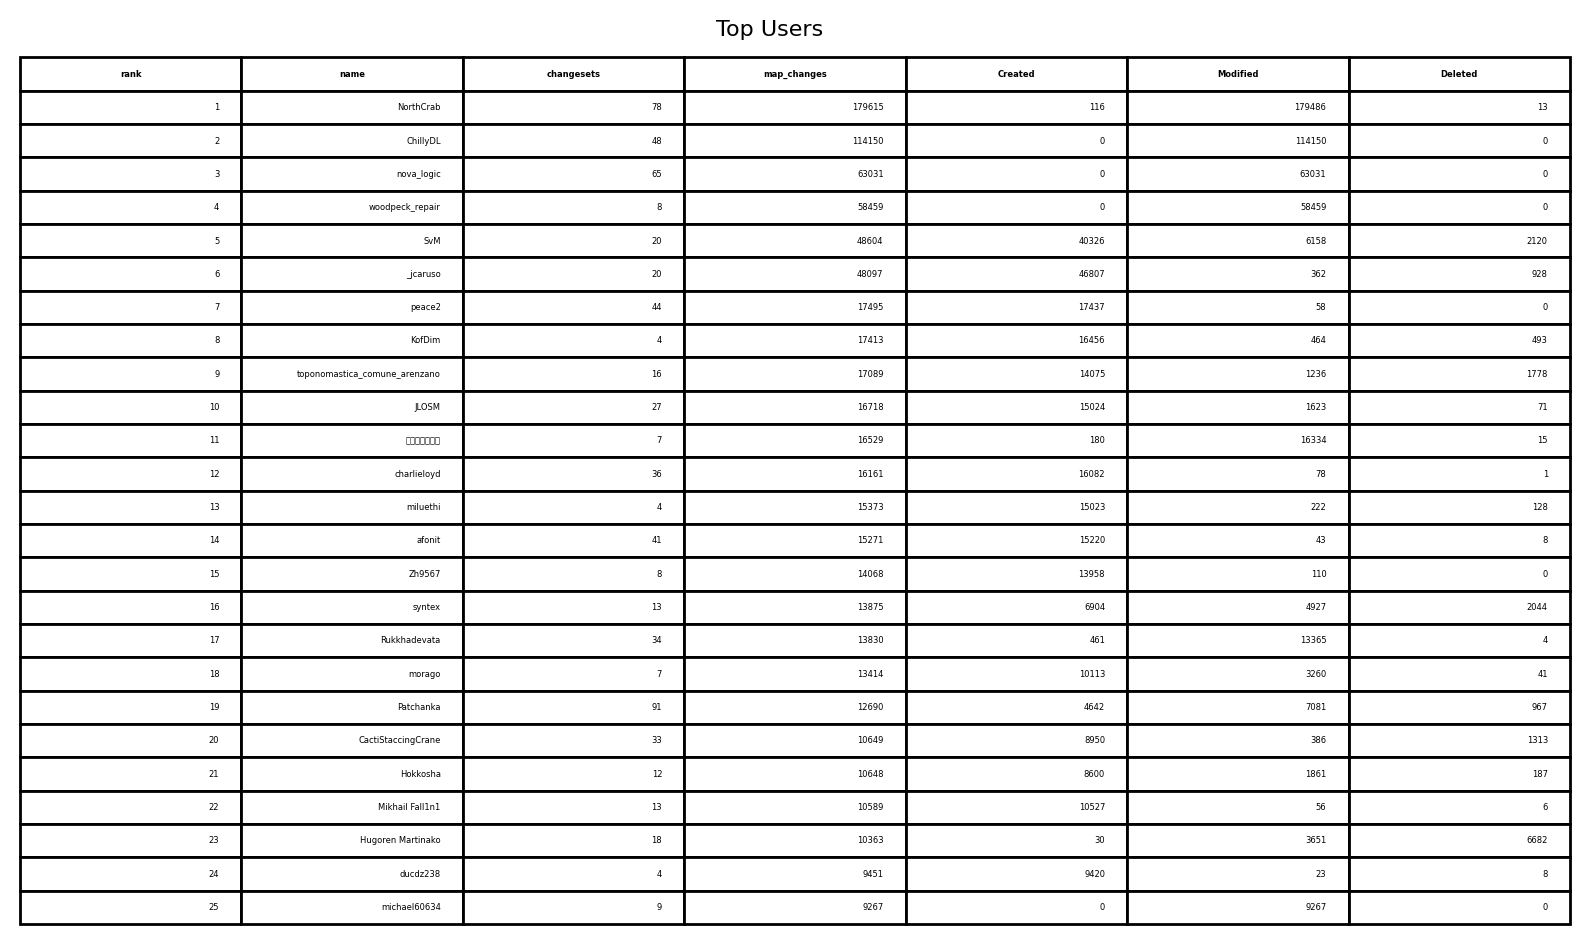 Top Users
rank name changesets map_changes Created Modified Deleted
1 NorthCrab 78 179615 116 179486 13
2 ChillyDL 48 114150 0 114150 0
3 nova_logic 65 63031 0 63031 0
4 woodpeck_repair 8 58459 0 58459 0
5 SvM 20 48604 40326 6158 2120
6 _jcaruso 20 48097 46807 362 928
7 peace2 44 17495 17437 58 0
8 KofDim 4 17413 16456 464 493
9 toponomastica_comune_arenzano 16 17089 14075 1236 1778
10 JLOSM 27 16718 15024 1623 71
11 7 16529 180 16334 15
12 charlieloyd 36 16161 16082 78 1
13 miluethi 4 15373 15023 222 128
14 afonit 41 15271 15220 43 8
15 Zh9567 8 14068 13958 110 0
16 syntex 13 13875 6904 4927 2044
17 Rukkhadevata 34 13830 461 13365 4
18 morago 7 13414 10113 3260 41
19 Patchanka 91 12690 4642 7081 967
20 CactiStaccingCrane 33 10649 8950 386 1313
21 Hokkosha 12 10648 8600 1861 187
22 Mikhail Fall1n1 13 10589 10527 56 6
23 Hugoren Martinako 18 10363 30 3651 6682
24 ducdz238 4 9451 9420 23 8
25 michael60634 9 9267 0 9267 0